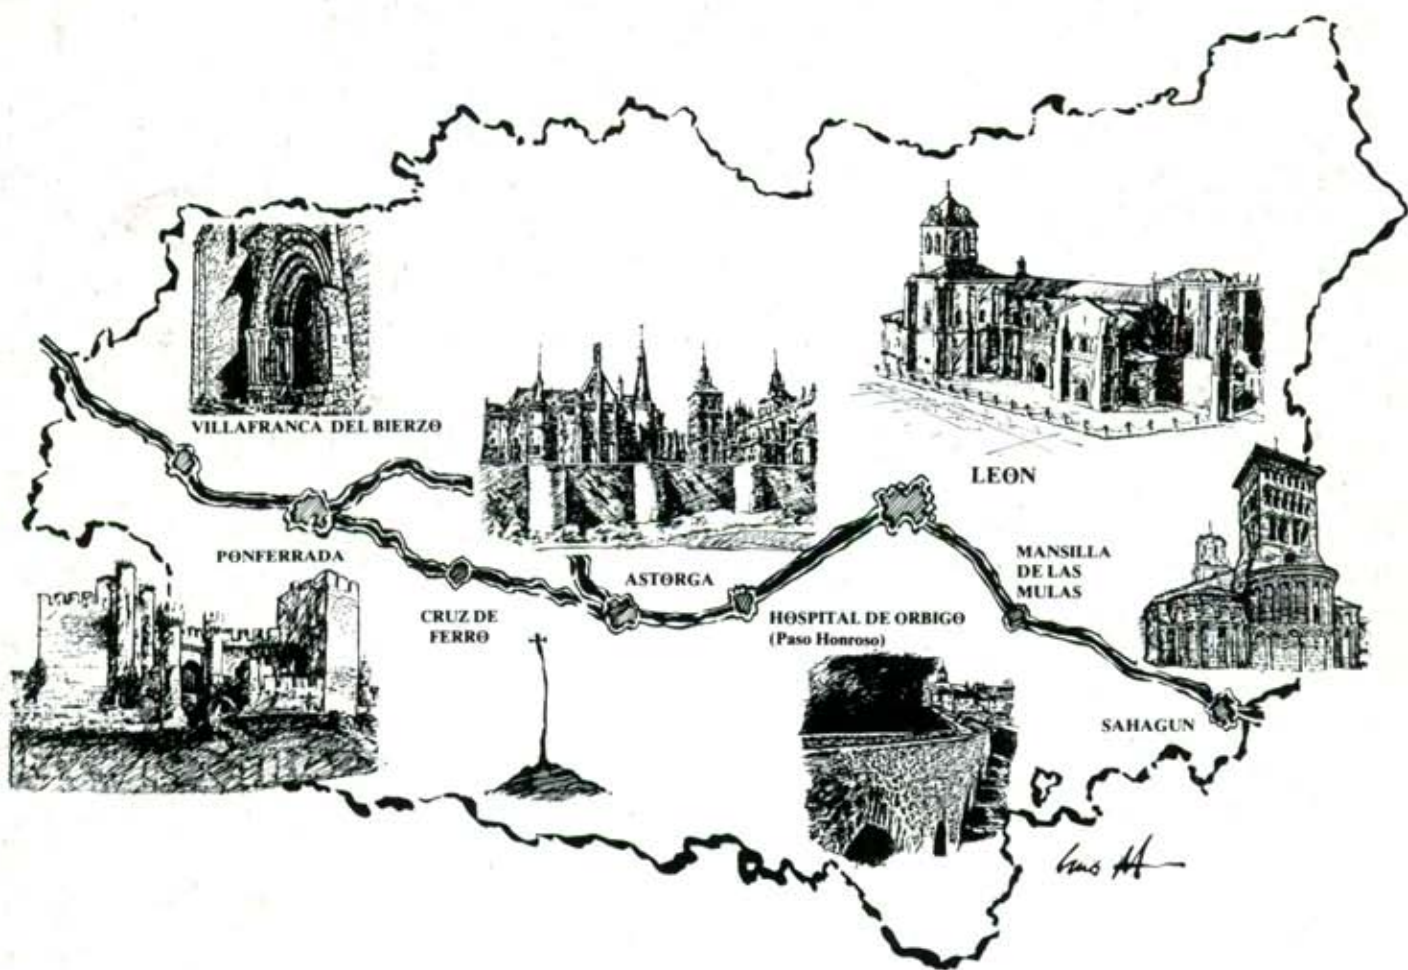 VILLAFRANCA DEL BIERZO
LEON
PONFERRADA
CRUZ DE
FERRO
ASTORGA
HOSPITAL DE ORBIGO
(Paso Honroso)
MANSILLA
DE LAS
MULAS
SAHAGUN